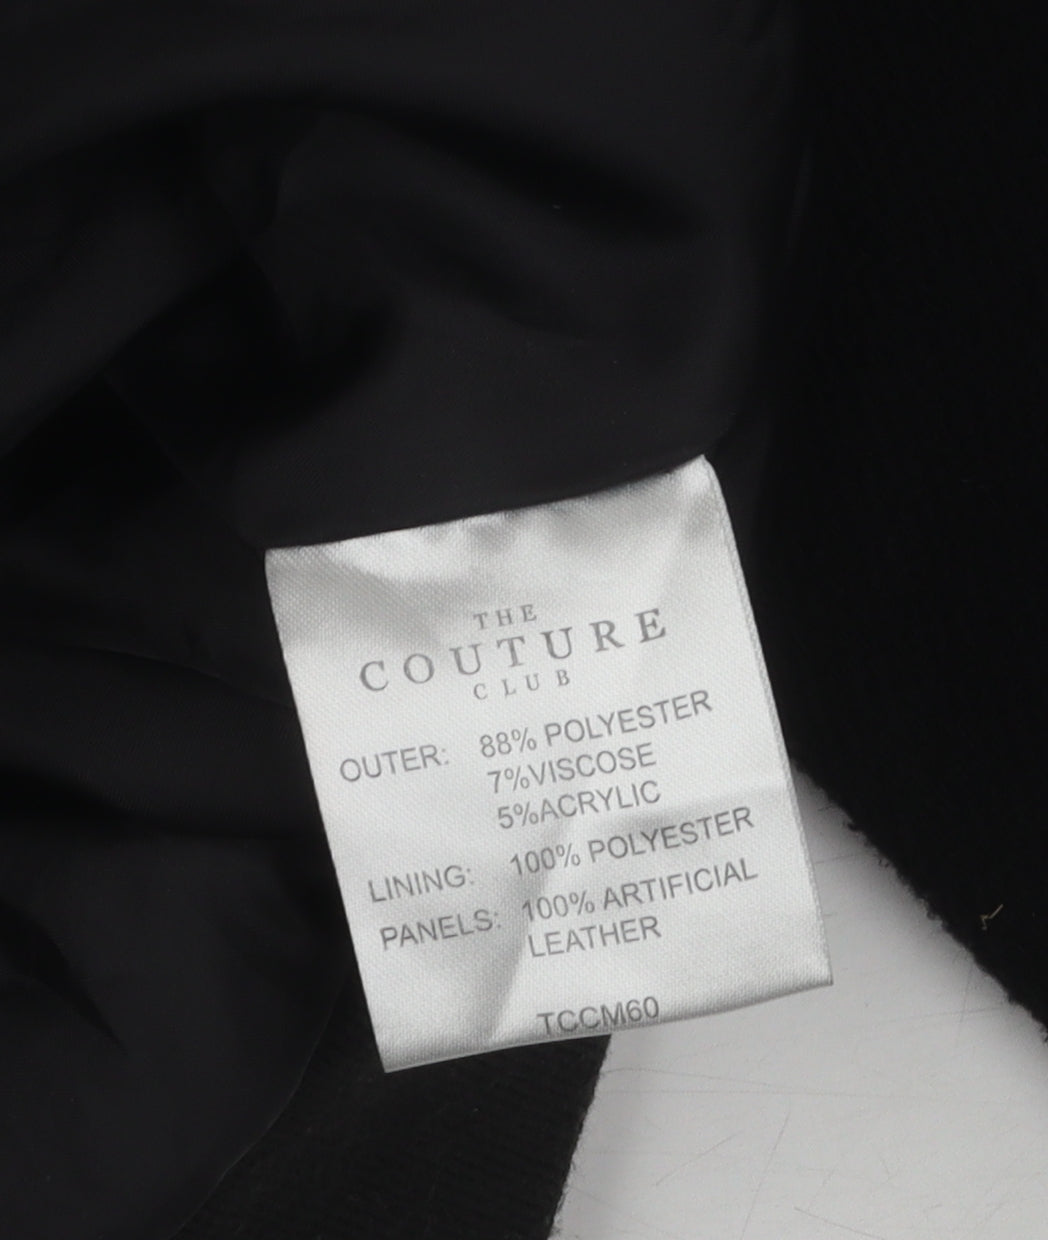 THE
COUTURE
CLUB
OUTER: 88% POLYESTER
7%VISCOSE
5%ACRYLIC
LINING: 100% POLYESTER
PANELS: 100% ARTIFICIAL
LEATHER
TCCM60